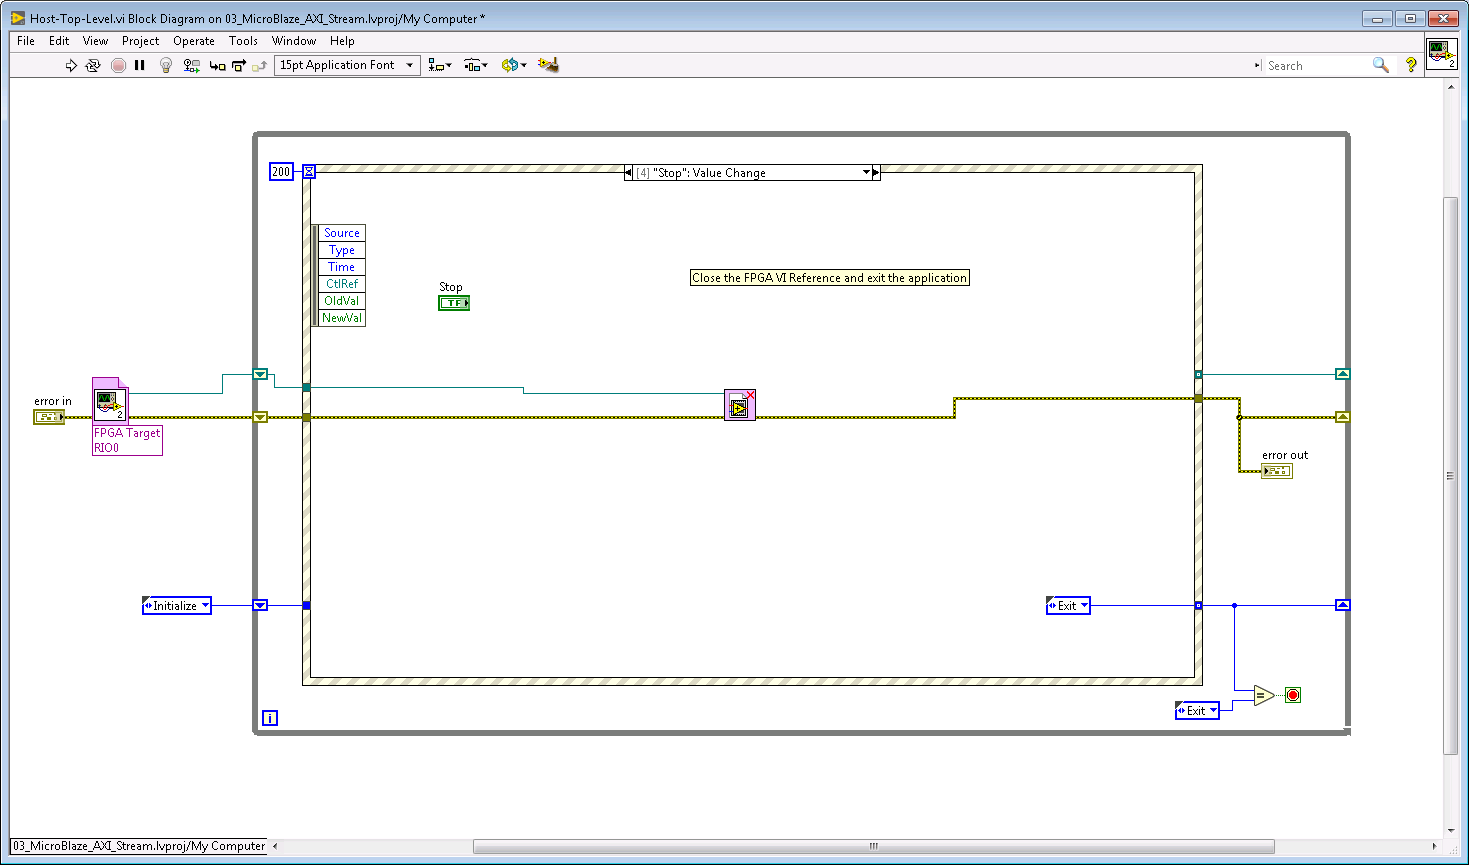 Host-Top-Level.vi Block Diagram on 03_MicroBlaze_AXI_Stream.lvproj/My Computer *
File Edit View Project Operate Tools Window Help
15pt Application Font
Search
?
2
200
[4] "Stop": Value Change
Source
Type
Time
CtlRef
OldVal
NewVal
Stop
TF
Close the FPGA VI Reference and exit the application
error in
2
FPGA Target
RIO0
error out
Initialize
Exit
=
Exit
i
03_MicroBlaze_AXI_Stream.lvproj/My Computer